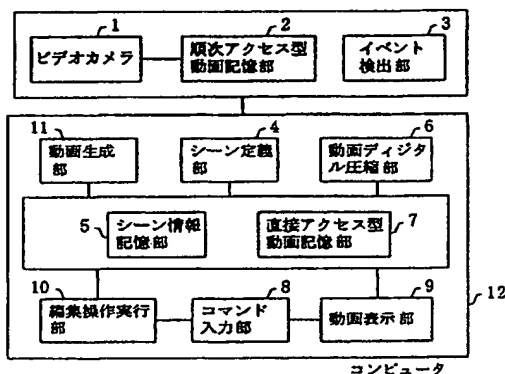 1
2
3
ビデオカメラ
順次アクセス型
動画記憶部
イベント
検出部
11
4
6
動画生成
部
シーン定義
部
動画ディジタ
ル圧縮部
5
シーン情報
記憶部
直接アクセス型
動画記憶部
7
10
8
9
編集操作実行
部
コマンド
入力部
動画表示部
12
コンピュータ